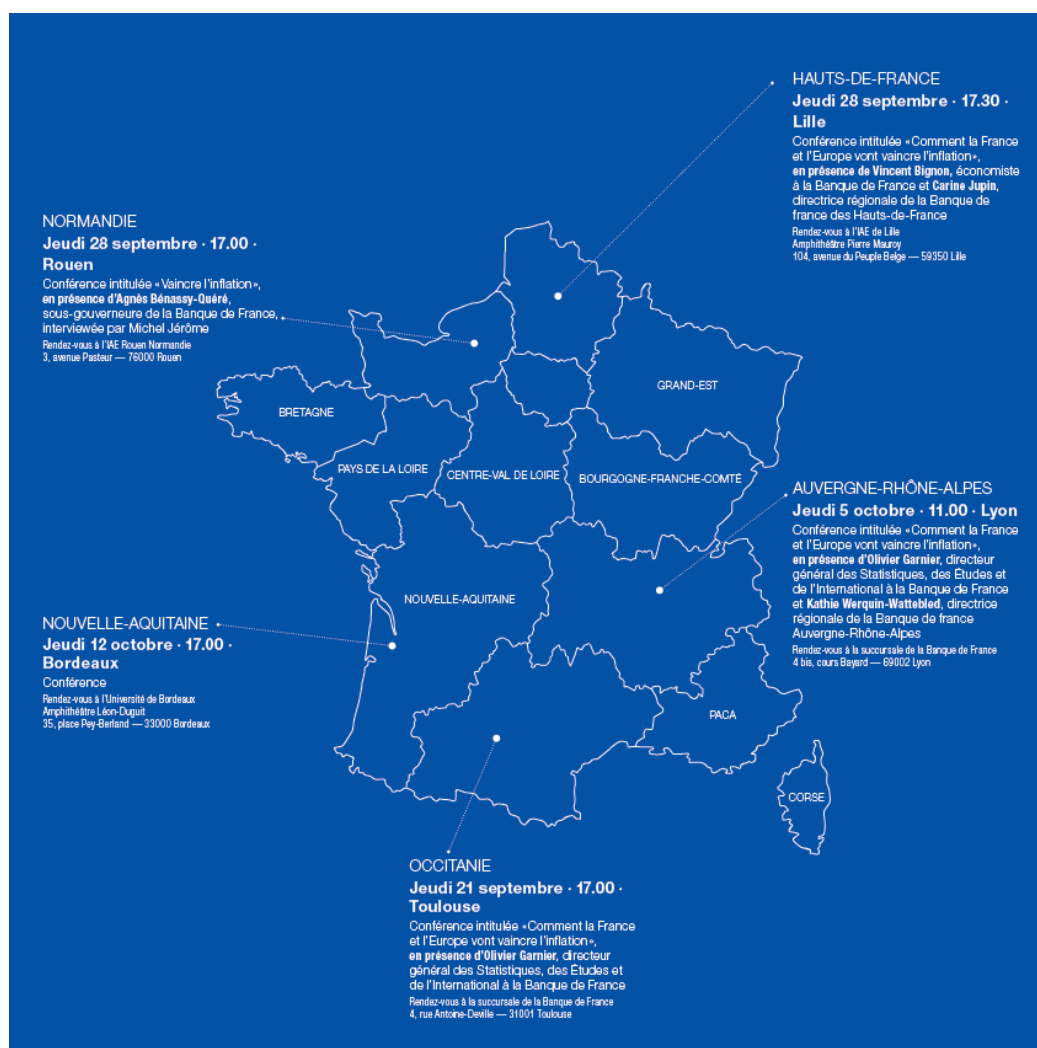 HAUTS-DE-FRANCE
Jeudi 28 septembre · 17.30 ·
Lille
Conférence intitulée «Comment la France
et l'Europe vont vaincre l'inflation»,
en présence de Vincent Bignon, économiste
à la Banque de France et Carine Jupin,
directrice régionale de la Banque de
france des Hauts-de-France
Rendez-vous à l'IAE de Lille
Amphithéâtre Pierre Mauroy
104, avenue du Peuple Belge — 59350 Lille
NORMANDIE
Jeudi 28 septembre · 17.00 ·
Rouen
Conférence intitulée «Vaincre l'inflation»,
en présence d'Agnès Bénassy-Quéré,
sous-gouverneure de la Banque de France,
interviewée par Michel Jérôme
Rendez-vous à l'IAE Rouen Normandie
3, avenue Pasteur — 76000 Rouen
GRAND-EST
BRETAGNE
PAYS DE LA LOIRE
CENTRE-VAL DE LOIRE
BOURGOGNE-FRANCHE-COMTÉ
AUVERGNE-RHÔNE-ALPES
Jeudi 5 octobre · 11.00 · Lyon
Conférence intitulée «Comment la France
et l'Europe vont vaincre l'inflation»,
en présence d'Olivier Garnier, directeur
général des Statistiques, des Études et
de l'International à la Banque de France
et Kathie Werquin-Wattebled, directrice
régionale de la Banque de france
Auvergne-Rhône-Alpes
Rendez-vous à la succursale de la Banque de France
4 bis, cours Bayard — 69002 Lyon
NOUVELLE-AQUITAINE
NOUVELLE-AQUITAINE
Jeudi 12 octobre · 17.00 ·
Bordeaux
Conférence
Rendez-vous à l'Université de Bordeaux
Amphithéâtre Léon-Duguit
35, place Pey-Berland — 33000 Bordeaux
PACA
CORSE
OCCITANIE
Jeudi 21 septembre · 17.00 ·
Toulouse
Conférence intitulée «Comment la France
et l'Europe vont vaincre l'inflation»,
en présence d'Olivier Garnier, directeur
général des Statistiques, des Études et
de l'International à la Banque de France
Rendez-vous à la succursale de la Banque de France
4, rue Antoine-Deville — 31001 Toulouse